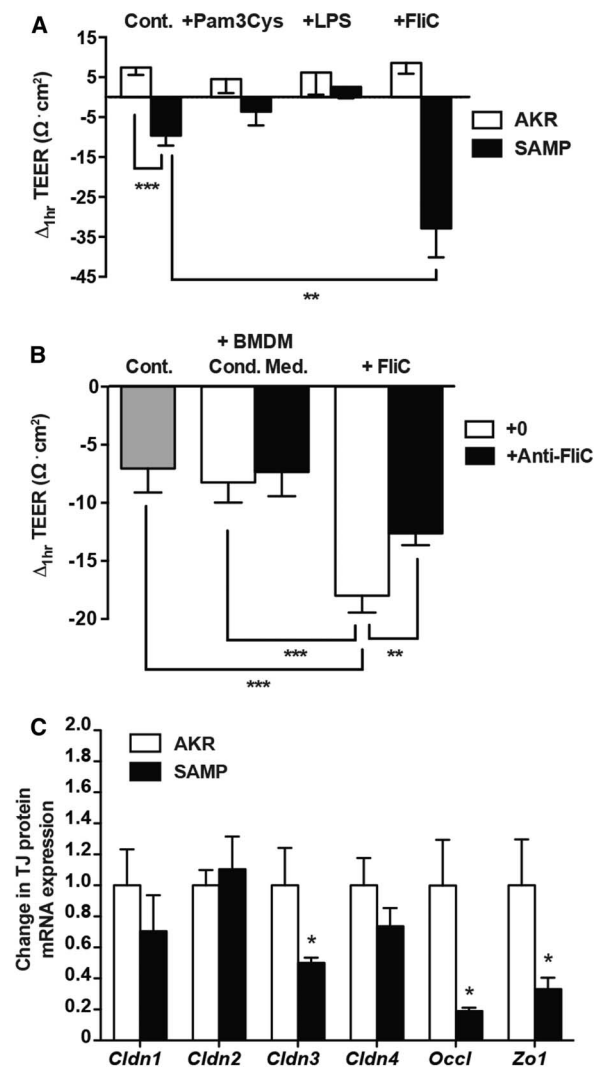 A
Cont. +Pam3Cys +LPS +FliC
15
5
-5
-15
-25
-35
-45
Δ1hr TEER (Ω·cm²)
AKR
SAMP
***
**
B
+ BMDM
Cont. Cond. Med. + FliC
0
-5
-10
-15
-20
Δ1hr TEER (Ω·cm²)
+0
+Anti-FliC
***
**
***
C
2.0
1.8
1.6
1.4
1.2
1.0
0.8
0.6
0.4
0.2
0
Change in TJ protein
mRNA expression
AKR
SAMP
*
*
*
Cldn1 Cldn2 Cldn3 Cldn4 Occl Zo1